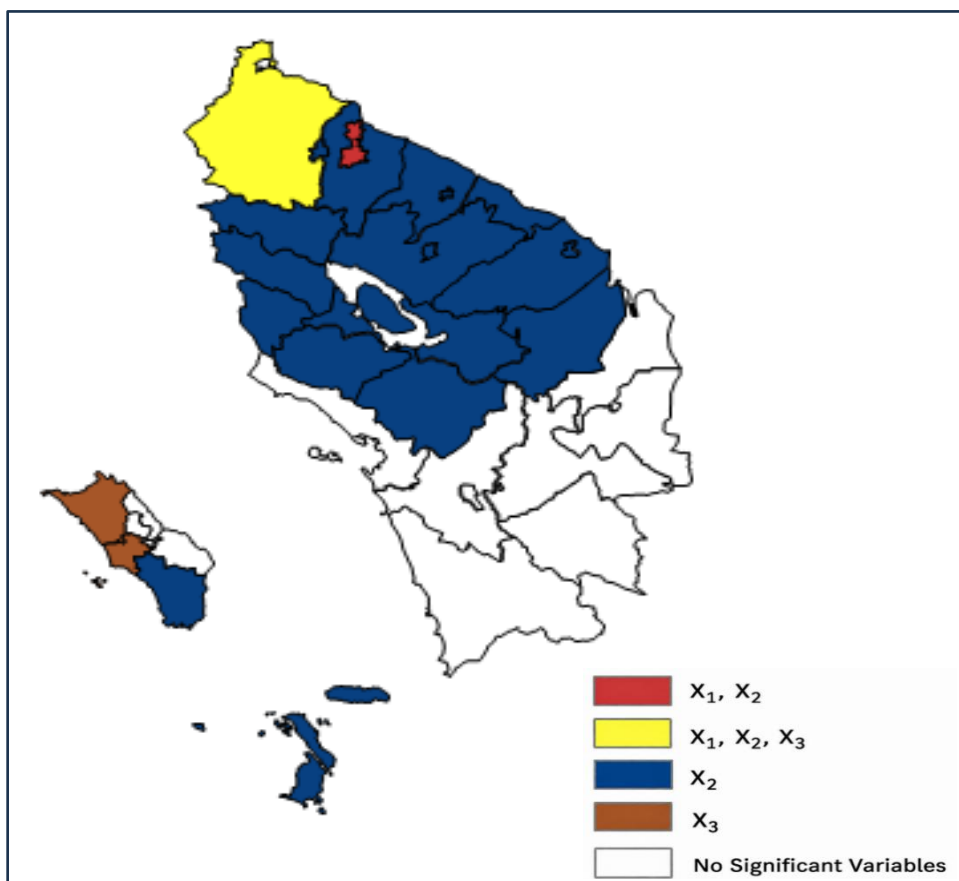 x₁, x₂
x₁, x₂, x₃
x₂
x₃
No Significant Variables